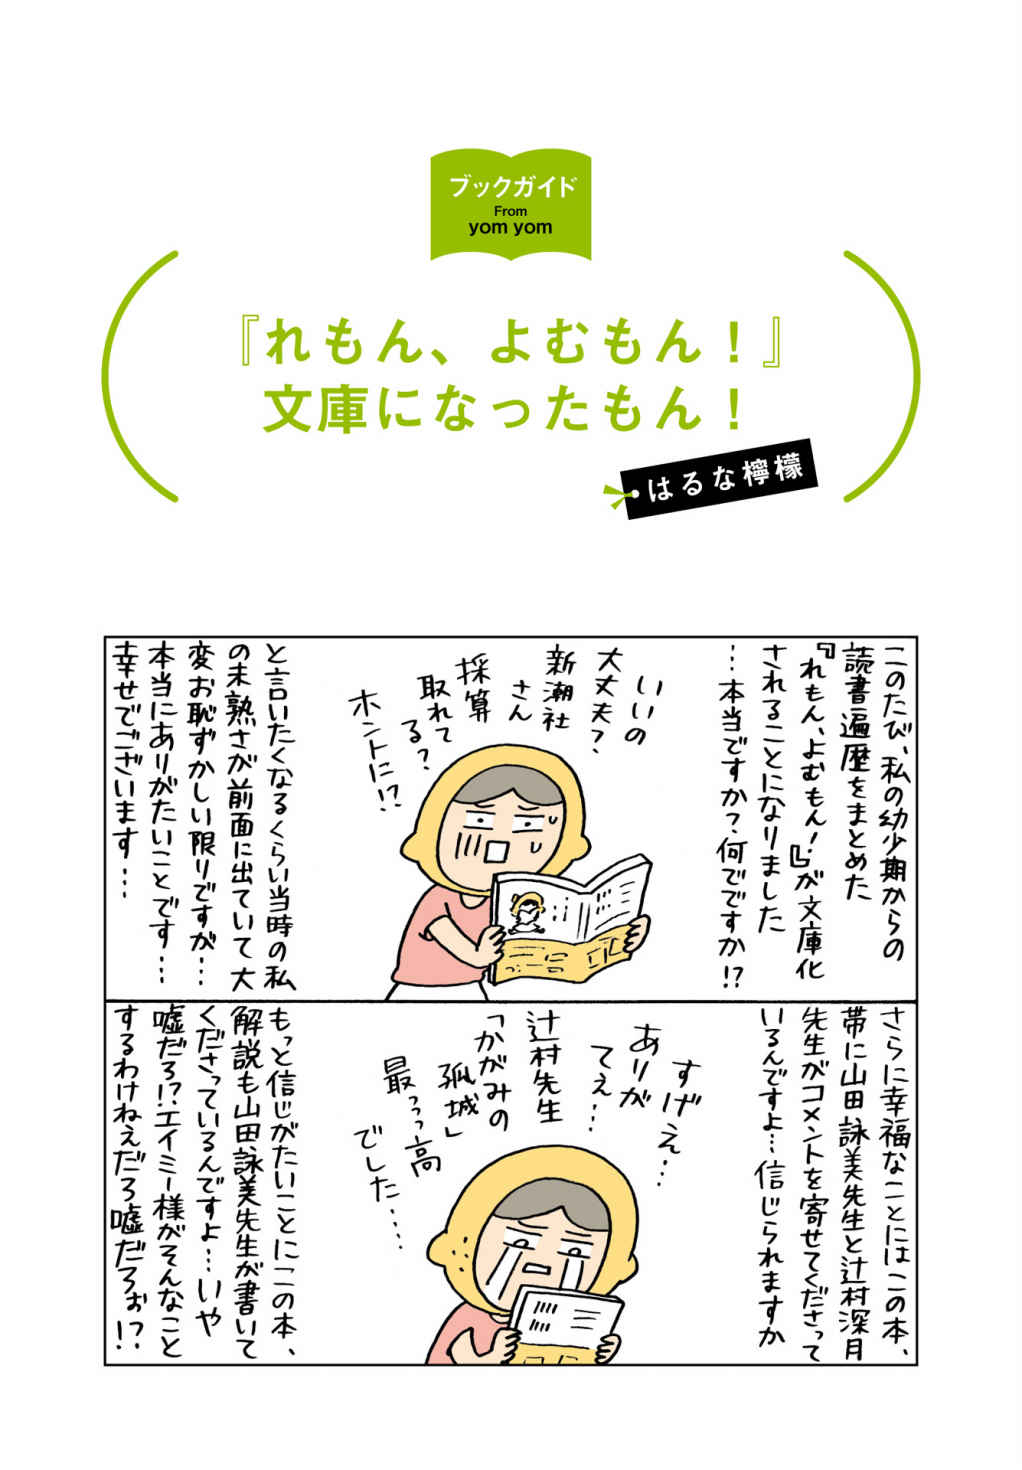 ブックガイド
From
yom yom
『れもん、よむもん！』
文庫になったもん！
はるな檸檬
このたび、私の幼少期からの
読書遍歴をまとめた
『れもん、よむもん！』が文庫化
されることになりました
…本当ですか？何でですか!?
いいの
大丈夫？
新潮社
さん
採算
取れて
る？
ホントに!?
と言いたくなるくらい当時の私
の未熟さが前面に出ていて大
変お恥ずかしい限りですが…
本当にありがたいことです…
幸せでございます…
さらに幸福なことにはこの本、
帯に山田詠美先生と辻村深月
先生がコメントを寄せてくださって
いるんですよ…信じられますか
すげえ…
ありが
てえ…
辻村先生
「かがみの
孤城」
最っっ高
でした…
もっと信じがたいことにこの本、
解説も山田詠美先生が書いて
くださっているんですよ…いや
嘘だろ!?エイミー様がそんなこと
するわけねえだろ嘘だろぉ!?